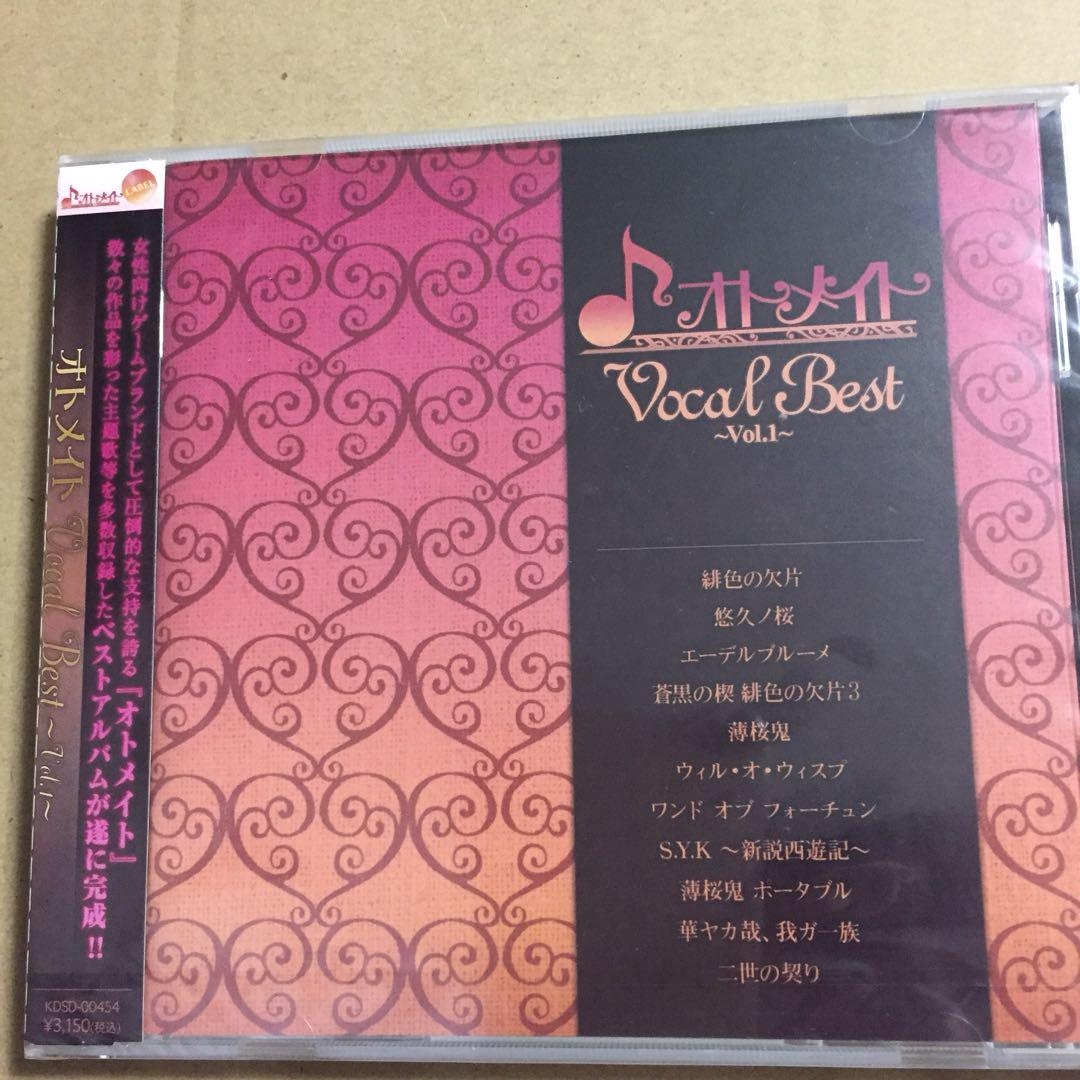 オトメイト LABEL
女性向けゲームブランドとして圧倒的な支持を誇る『オトメイト』
数々の作品を彩った主題歌等を多数収録したベストアルバムが遂に完成!!
オトメイト Vocal Best ~Vol.1~
KDSD-00454
¥3,150(税込)
オトメイト
Vocal Best
~Vol.1~
緋色の欠片
悠久ノ桜
エーデルブルーメ
蒼黒の楔 緋色の欠片3
薄桜鬼
ウィル・オ・ウィスプ
ワンド オブ フォーチュン
S.Y.K ～新説西遊記～
薄桜鬼 ポータブル
華ヤカ哉、我ガ一族
二世の契り